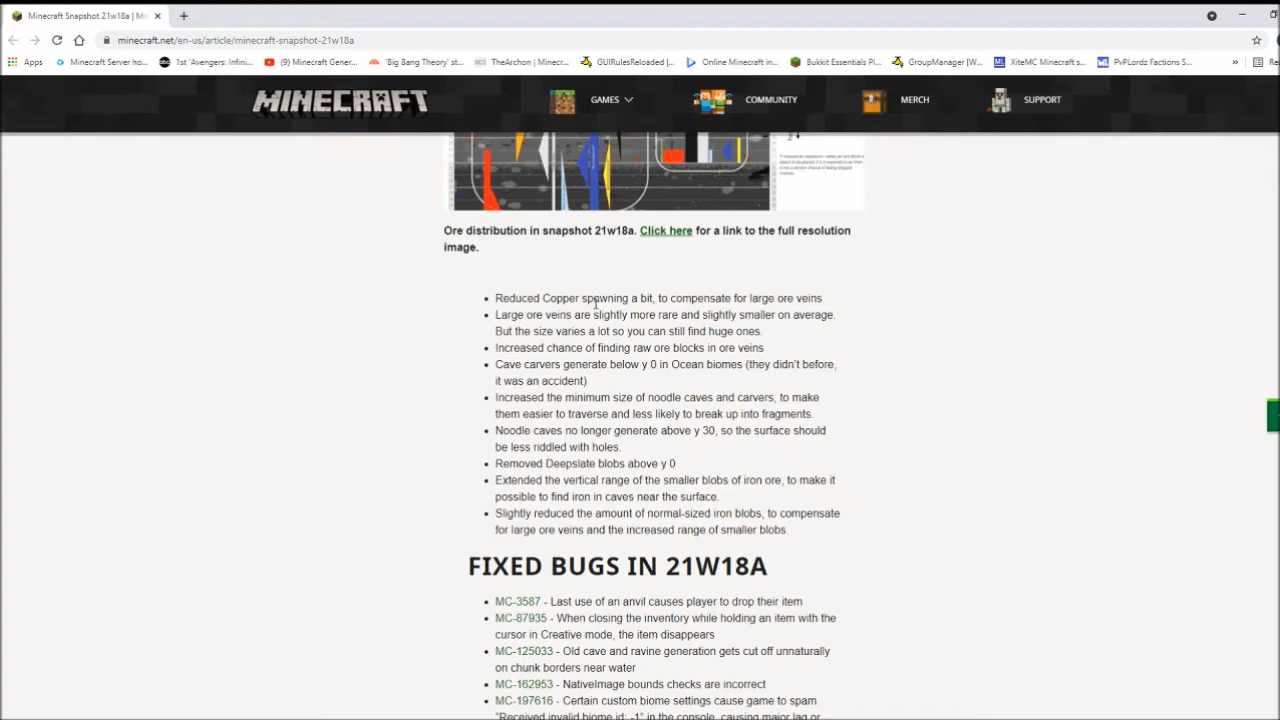 Minecraft Snapshot 21w18a | M
minecraft.net/en-us/article/minecraft-snapshot-21w18a
Apps Minecraft Server ho... 1st 'Avengers: Infini... (9) Minecraft Gener... 'Big Bang Theory' st... TheArchon | Minecr... GUIRulesReloaded |... Online Minecraft in... Bukkit Essentials Pl... GroupManager [W... XiteMC Minecraft s... PvPLordz Factions S... » Re
MINECRAFT GAMES COMMUNITY MERCH SUPPORT
Ore distribution in snapshot 21w18a. Click here for a link to the full resolution
image.
• Reduced Copper spawning a bit, to compensate for large ore veins
• Large ore veins are slightly more rare and slightly smaller on average.
But the size varies a lot so you can still find huge ones.
• Increased chance of finding raw ore blocks in ore veins
• Cave carvers generate below y 0 in Ocean biomes (they didn't before,
it was an accident)
• Increased the minimum size of noodle caves and carvers, to make
them easier to traverse and less likely to break up into fragments.
• Noodle caves no longer generate above y 30, so the surface should
be less riddled with holes.
• Removed Deepslate blobs above y 0
• Extended the vertical range of the smaller blobs of iron ore, to make it
possible to find iron in caves near the surface.
• Slightly reduced the amount of normal-sized iron blobs, to compensate
for large ore veins and the increased range of smaller blobs.
FIXED BUGS IN 21W18A
• MC-3587 - Last use of an anvil causes player to drop their item
• MC-87935 - When closing the inventory while holding an item with the
cursor in Creative mode, the item disappears
• MC-125033 - Old cave and ravine generation gets cut off unnaturally
on chunk borders near water
• MC-162953 - NativeImage bounds checks are incorrect
• MC-197616 - Certain custom biome settings cause game to spam
"Received invalid biome id: -1" in the console, causing major lag or